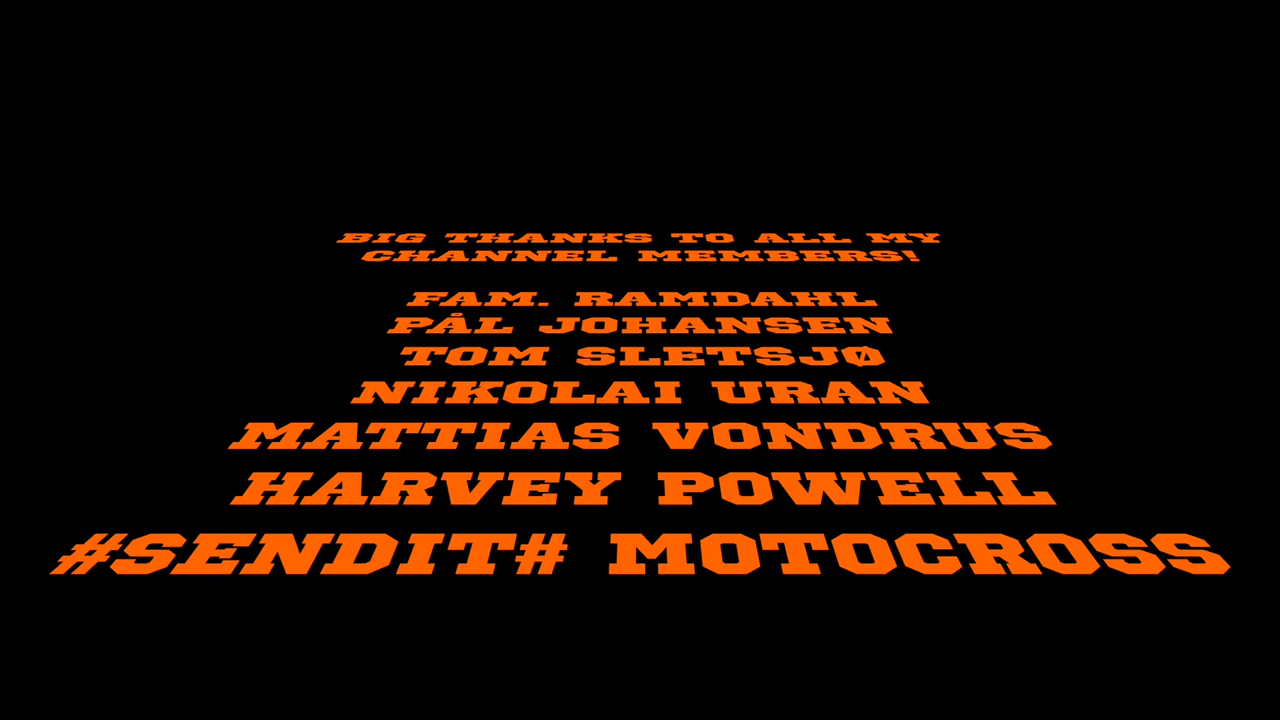 BIG THANKS TO ALL MY
CHANNEL MEMBERS!
FAM. RAMDAHL
PÅL JOHANSEN
TOM SLETSJØ
NIKOLAI URAN
MATTIAS VONDRUS
HARVEY POWELL
#SENDIT# MOTOCROSS